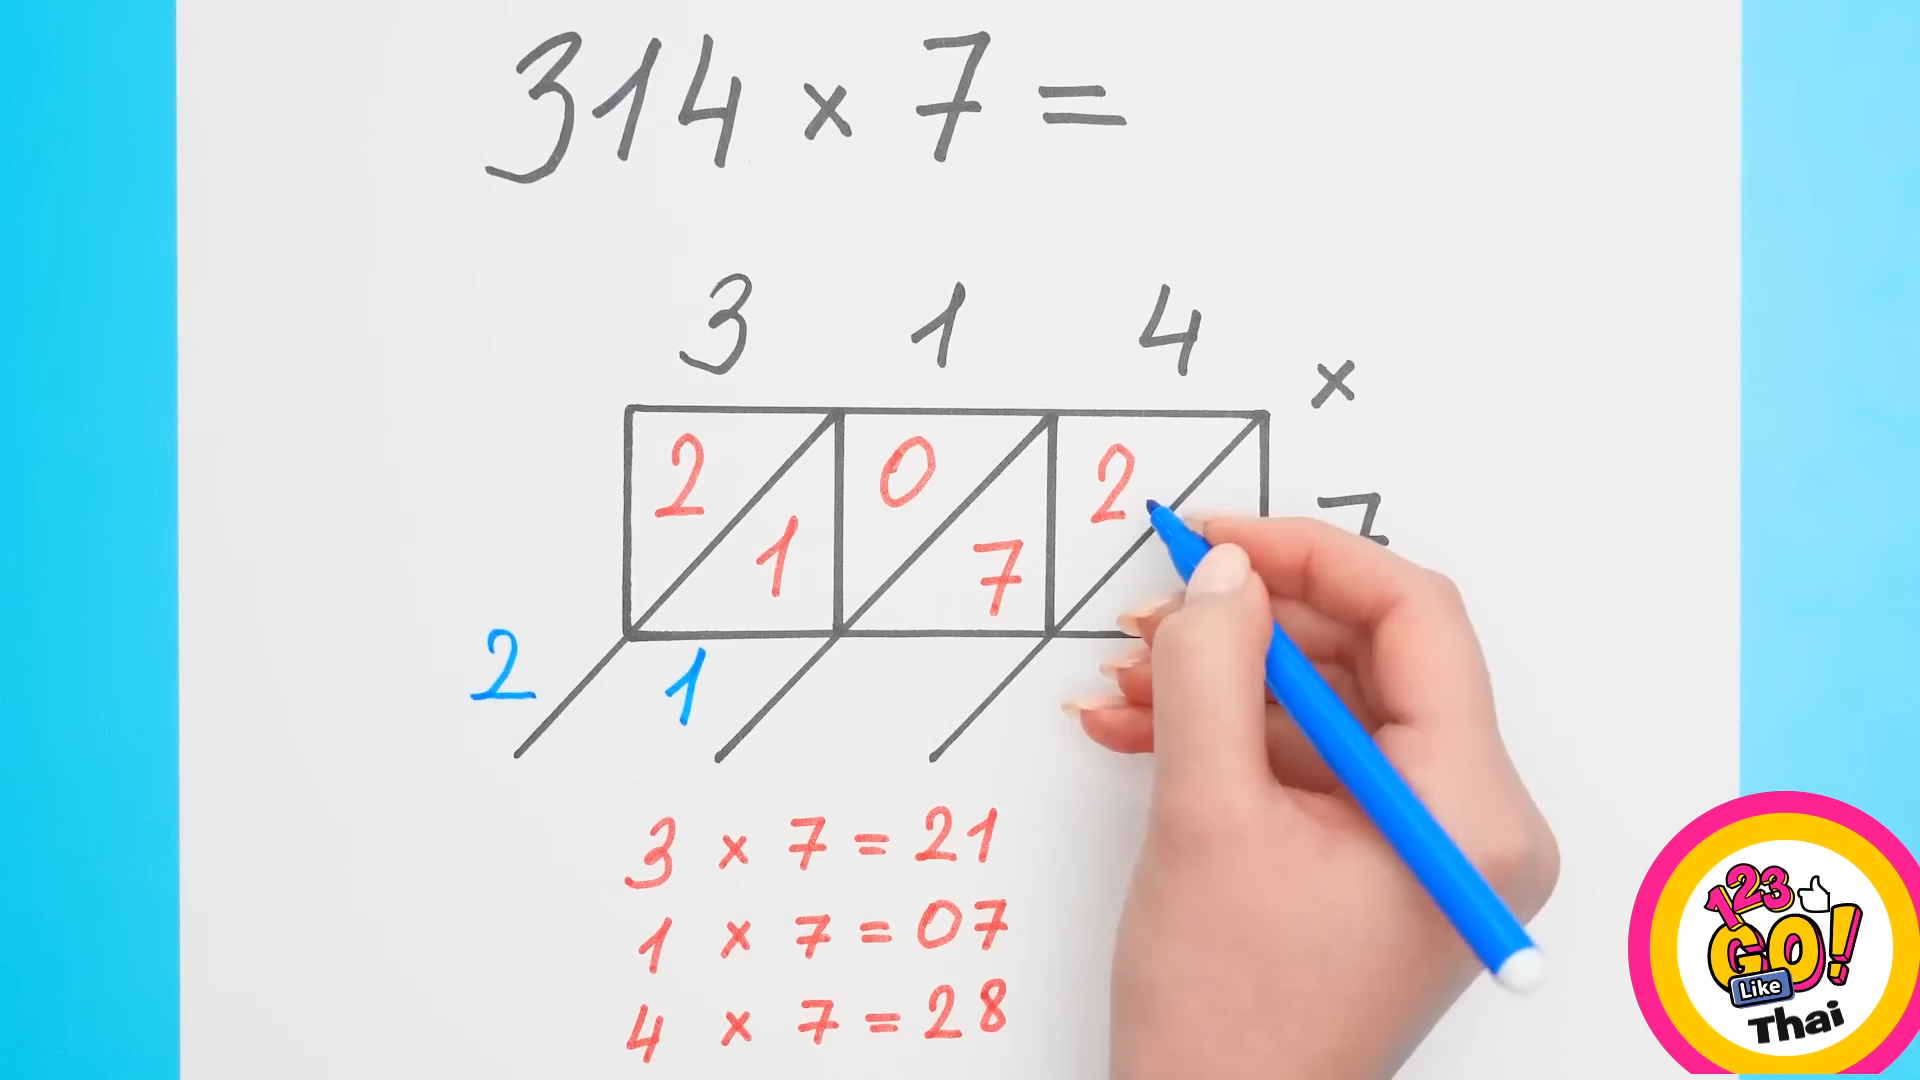 314 × 7 =
3 1 4 ×
2 0 2 7
1 7
2 1
3 × 7 = 21
1 × 7 = 07
4 × 7 = 28
123
GO!
Like
Thai